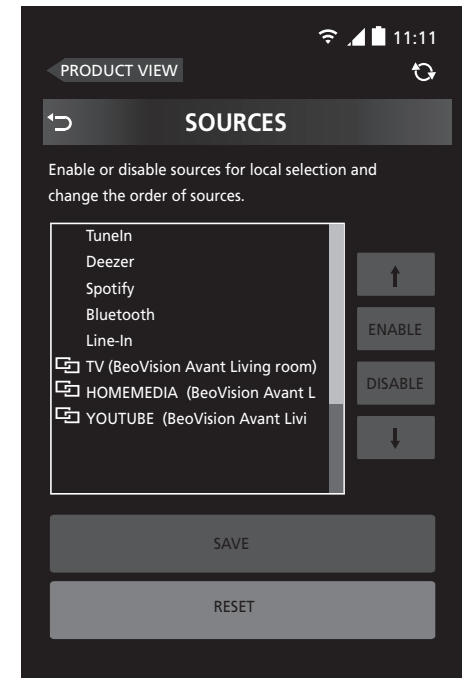 11:11
PRODUCT VIEW
SOURCES
Enable or disable sources for local selection and
change the order of sources.
TuneIn
Deezer
Spotify
Bluetooth
Line-In
TV (BeoVision Avant Living room)
HOMEMEDIA (BeoVision Avant L
YOUTUBE (BeoVision Avant Livi
ENABLE
DISABLE
SAVE
RESET